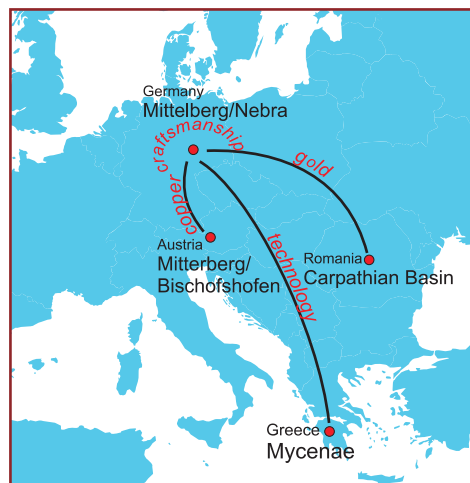 Germany
Mittelberg/Nebra
craftsmanship
gold
copper
Austria
Mitterberg/
Bischofshofen
technology
Romania
Carpathian Basin
Greece
Mycenae